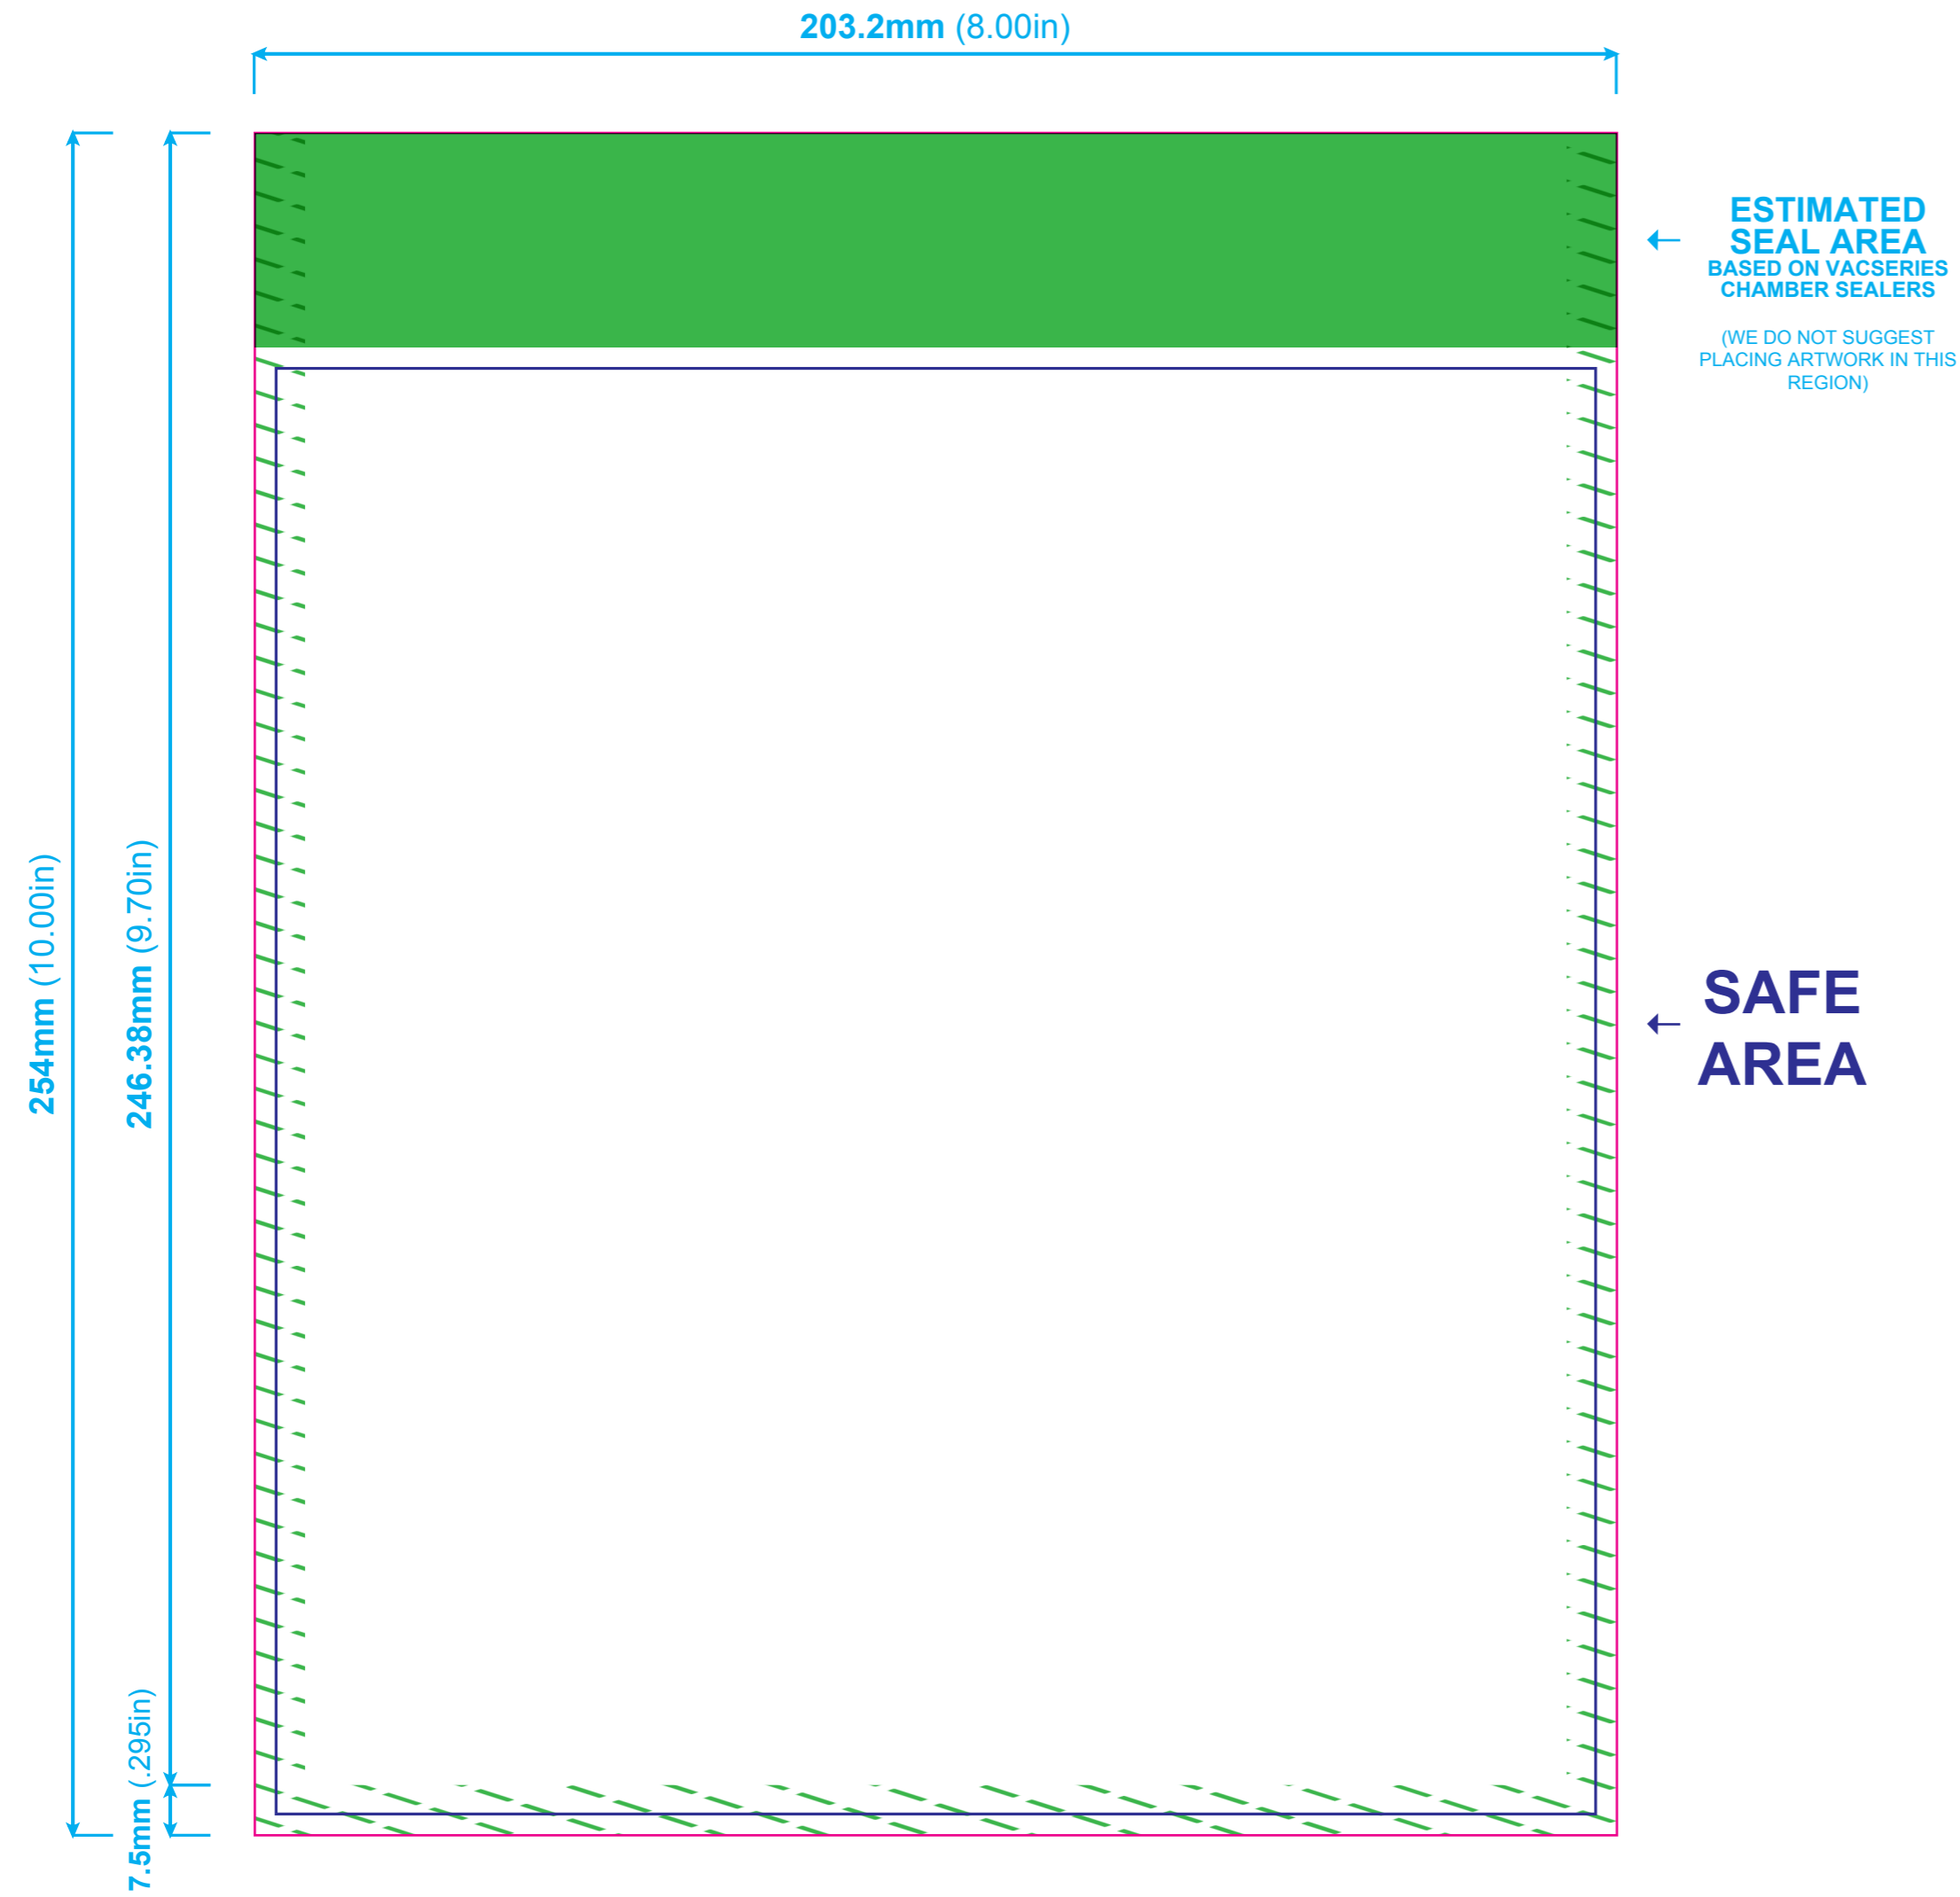 203.2mm (8.00in)
ESTIMATED
SEAL AREA
BASED ON VACSERIES
CHAMBER SEALERS
(WE DO NOT SUGGEST
PLACING ARTWORK IN THIS
REGION)
254mm (10.00in)
246.38mm (9.70in)
SAFE
AREA
7.5mm (.295in)